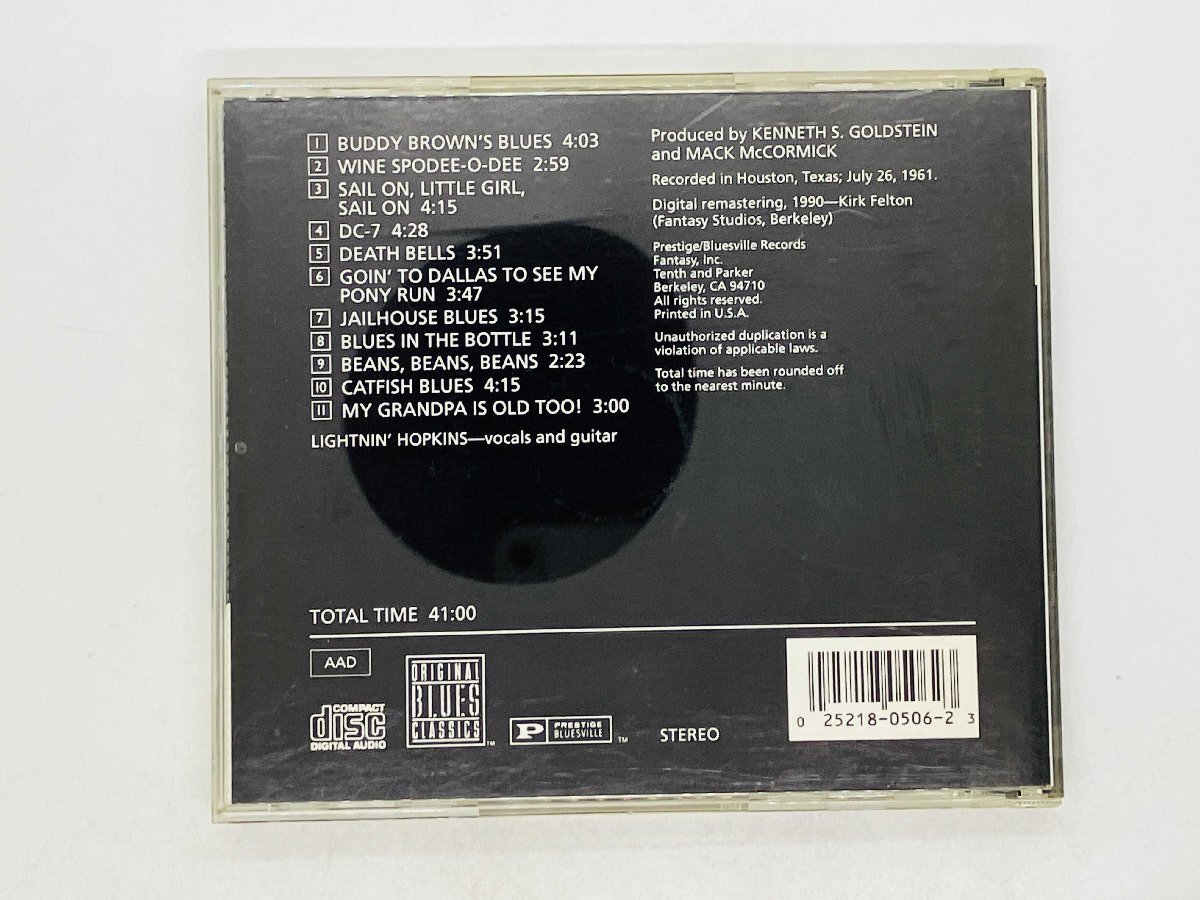 1 BUDDY BROWN'S BLUES 4:03
2 WINE SPODEE-O-DEE 2:59
3 SAIL ON, LITTLE GIRL,
SAIL ON 4:15
4 DC-7 4:28
5 DEATH BELLS 3:51
6 GOIN' TO DALLAS TO SEE MY
PONY RUN 3:47
7 JAILHOUSE BLUES 3:15
8 BLUES IN THE BOTTLE 3:11
9 BEANS, BEANS, BEANS 2:23
10 CATFISH BLUES 4:15
11 MY GRANDPA IS OLD TOO! 3:00
LIGHTNIN' HOPKINS—vocals and guitar
Produced by KENNETH S. GOLDSTEIN
and MACK McCORMICK
Recorded in Houston, Texas; July 26, 1961.
Digital remastering, 1990—Kirk Felton
(Fantasy Studios, Berkeley)
Prestige/Bluesville Records
Fantasy, Inc.
Tenth and Parker
Berkeley, CA 94710
All rights reserved.
Printed in U.S.A.
Unauthorized duplication is a
violation of applicable laws.
Total time has been rounded off
to the nearest minute.
TOTAL TIME 41:00
AAD
COMPACT
disc
DIGITAL AUDIO
ORIGINAL
BLUES
CLASSICS
TM
P PRESTIGE
BLUESVILLE
TM
STEREO
0 25218-0506-2 3